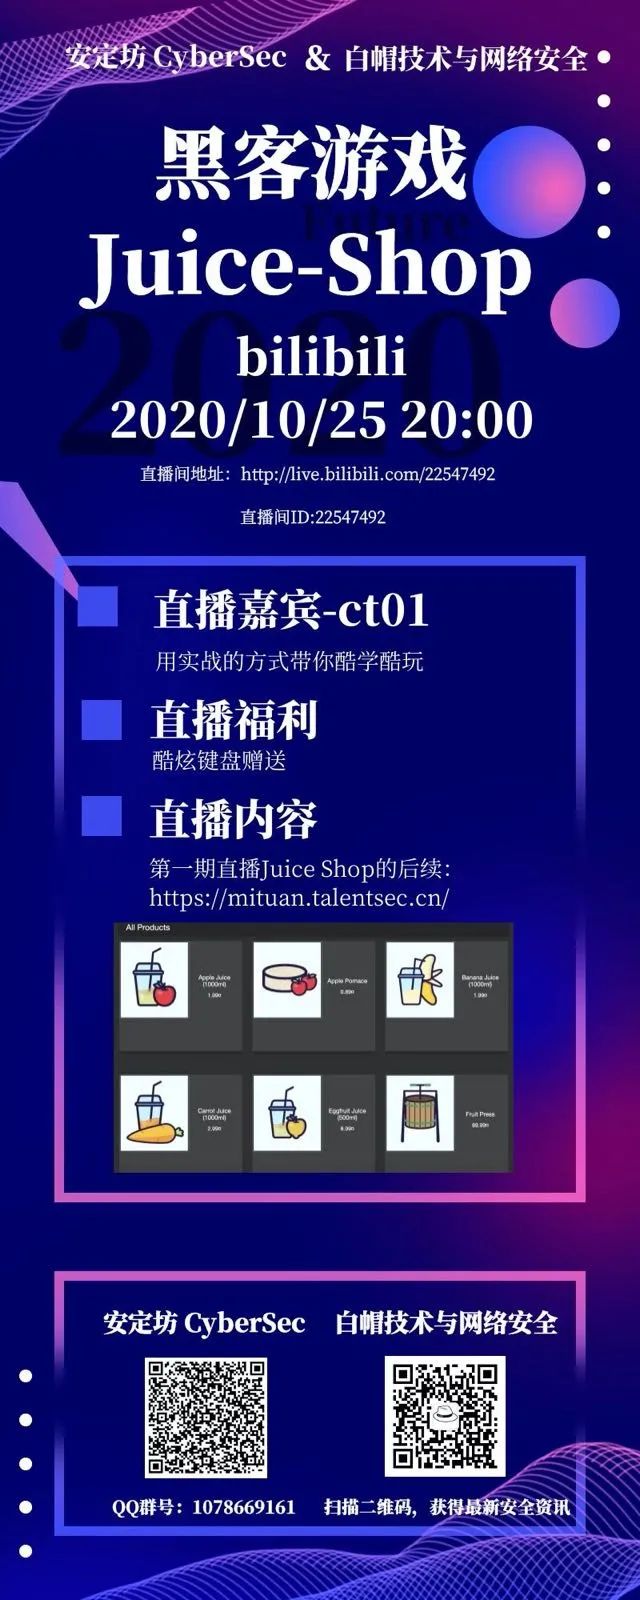 安定坊 CyberSec & 白帽技术与网络安全
黑客游戏
Future
Juice-Shop
2020
bilibili
2020/10/25 20:00
直播间地址：http://live.bilibili.com/22547492
直播间ID:22547492
直播嘉宾-ct01
用实战的方式带你酷学酷玩
直播福利
酷炫键盘赠送
直播内容
第一期直播Juice Shop的后续：
https://mituan.talentsec.cn/
All Products
Apple Juice
(1000ml)
1.99¤
Apple Pomace
0.89¤
Banana Juice
(1000ml)
1.99¤
Carrot Juice
(1000ml)
2.99¤
Eggfruit Juice
(500ml)
8.99¤
Fruit Press
89.99¤
安定坊 CyberSec
白帽技术与网络安全
QQ群号：1078669161
扫描二维码，获得最新安全资讯